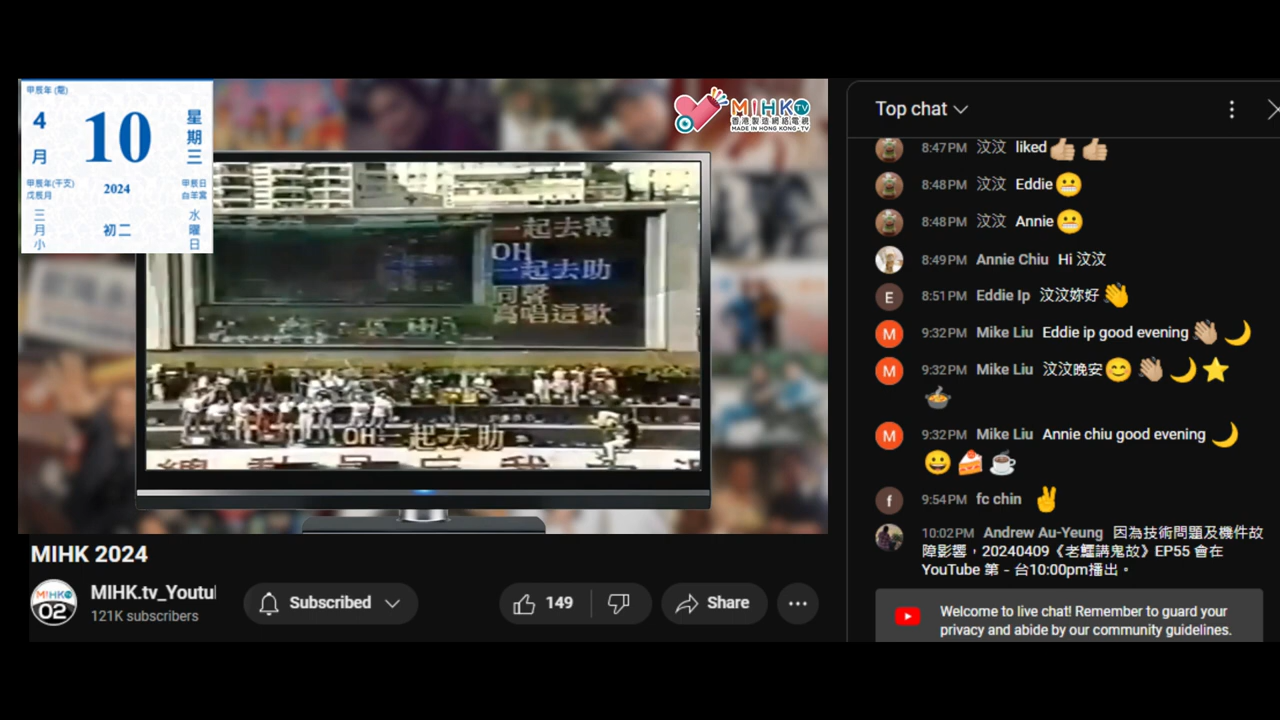 甲辰年 (龍)
4
月
10
星
期
三
甲辰年(干支)
戊辰月
2024
甲辰日
白羊宮
三
月
小
初二
水
曜
日
MIHK TV
香港製造網絡電視
MADE IN HONG KONG • TV
一起去幫
OH
一起去助
同聲
高唱這歌
OH一起去助
MIHK 2024
MIHK
02
MIHK.tv_Youtu
121K subscribers
Subscribed
149
Share
Top chat
8:47 PM 汶汶 liked👍🏼👍🏼
8:48 PM 汶汶 Eddie😬
8:48 PM 汶汶 Annie😬
8:49 PM Annie Chiu Hi 汶汶
E 8:51 PM Eddie Ip 汶汶妳好👋
M 9:32 PM Mike Liu Eddie ip good evening👋🏼🌙
M 9:32 PM Mike Liu 汶汶晚安😊👋🏼🌙⭐
🍲
M 9:32 PM Mike Liu Annie chiu good evening🌙
😀🍰☕
f 9:54 PM fc chin ✌
10:02 PM Andrew Au-Yeung 因為技術問題及機件故
障影響，20240409《老鱷講鬼故》EP55 會在
YouTube 第 - 台10:00pm播出。
Welcome to live chat! Remember to guard your
privacy and abide by our community guidelines.